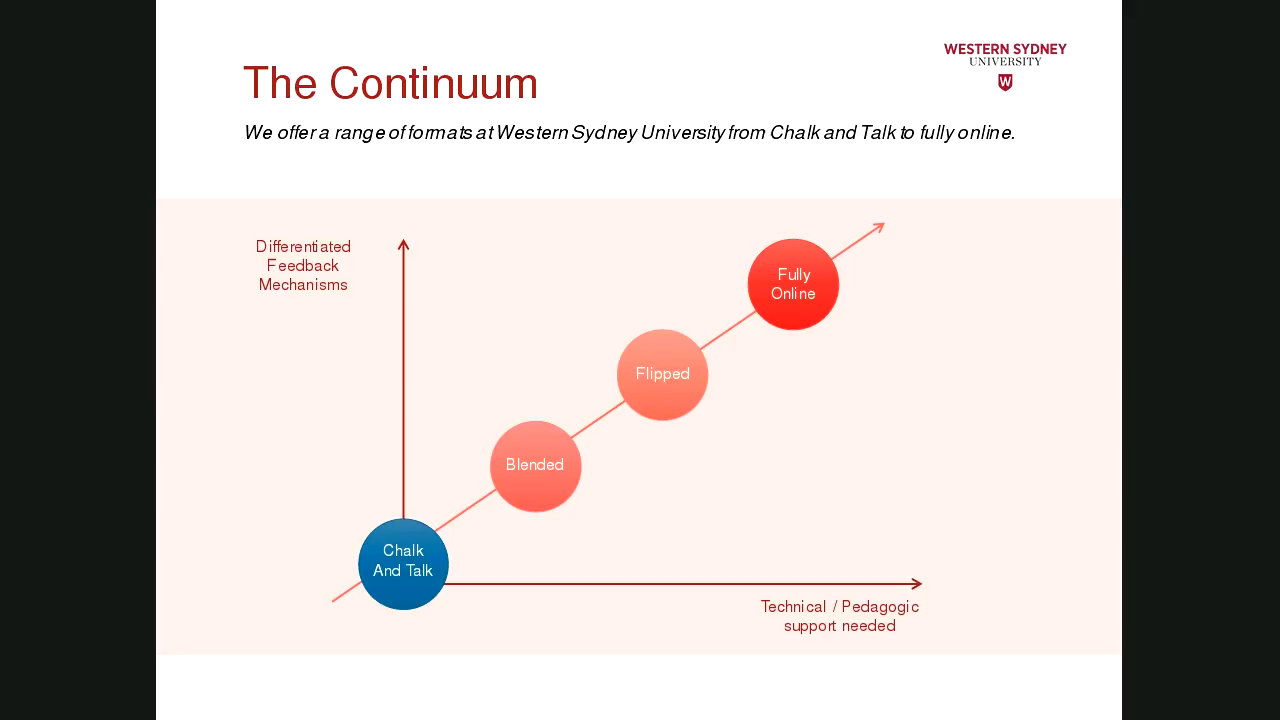 WESTERN SYDNEY
UNIVERSITY
W
The Continuum
We offer a range of formats at Western Sydney University from Chalk and Talk to fully online.
Differentiated
Feedback
Mechanisms
Fully
Online
Flipped
Blended
Chalk
And Talk
Technical / Pedagogic
support needed